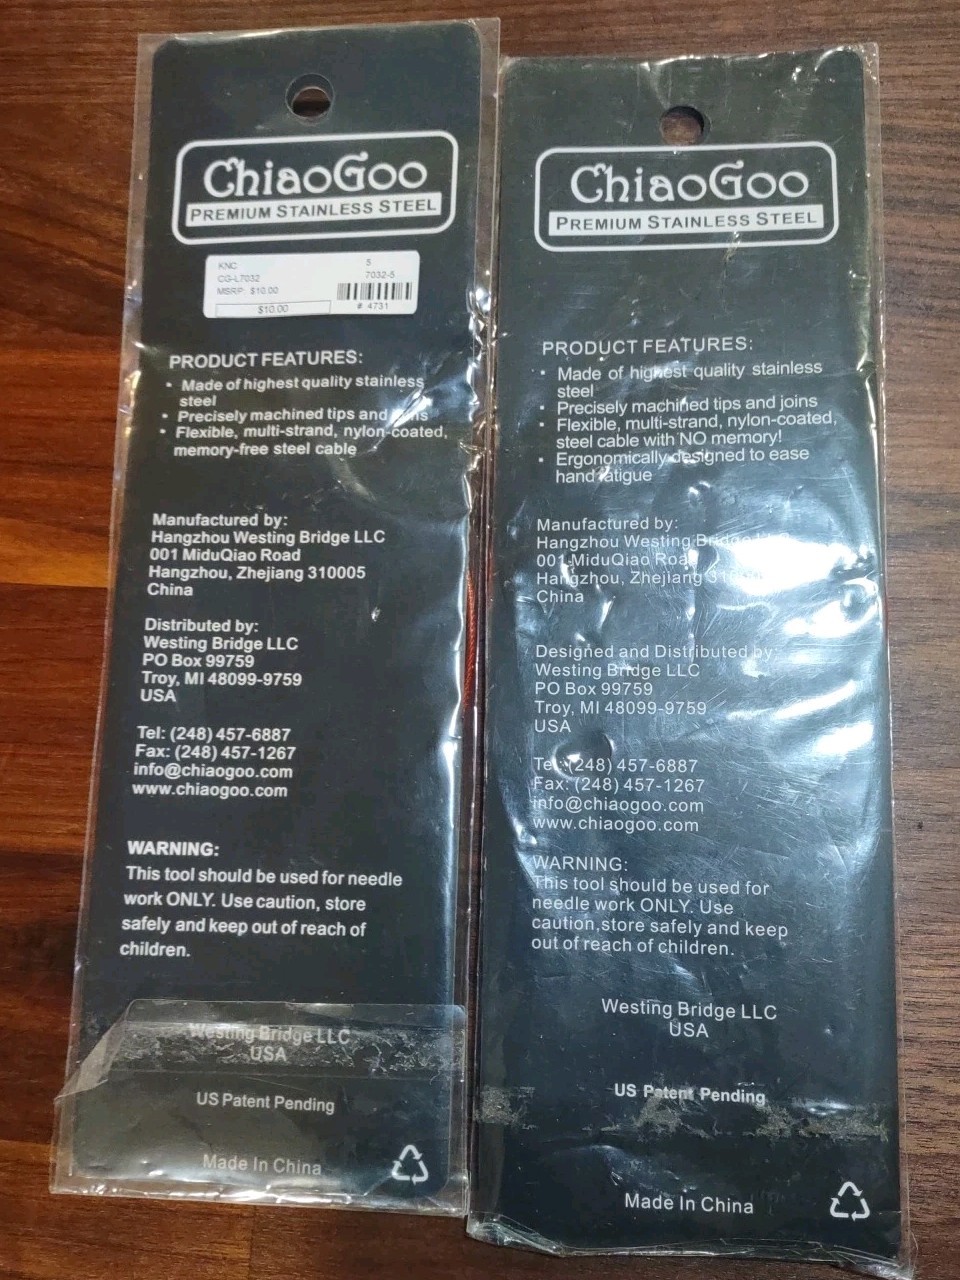 ChiaoGoo
PREMIUM STAINLESS STEEL
KNC 5
CG-L7032 7032-5
MSRP: $10.00
$10.00 # 4731
PRODUCT FEATURES:
• Made of highest quality stainless
steel
• Precisely machined tips and joins
• Flexible, multi-strand, nylon-coated,
memory-free steel cable
Manufactured by:
Hangzhou Westing Bridge LLC
001 MiduQiao Road
Hangzhou, Zhejiang 310005
China
Distributed by:
Westing Bridge LLC
PO Box 99759
Troy, MI 48099-9759
USA
Tel: (248) 457-6887
Fax: (248) 457-1267
info@chiaogoo.com
www.chiaogoo.com
WARNING:
This tool should be used for needle
work ONLY. Use caution, store
safely and keep out of reach of
children.
Westing Bridge LLC
USA
US Patent Pending
Made In China
ChiaoGoo
PREMIUM STAINLESS STEEL
PRODUCT FEATURES:
• Made of highest quality stainless
steel
• Precisely machined tips and joins
• Flexible, multi-strand, nylon-coated,
steel cable with NO memory!
• Ergonomically designed to ease
hand fatigue
Manufactured by:
Hangzhou Westing Bridge LLC
001 MiduQiao Road
Hangzhou, Zhejiang 310005
China
Designed and Distributed by:
Westing Bridge LLC
PO Box 99759
Troy, MI 48099-9759
USA
Tel: (248) 457-6887
Fax: (248) 457-1267
info@chiaogoo.com
www.chiaogoo.com
WARNING:
This tool should be used for
needle work ONLY. Use
caution,store safely and keep
out of reach of children.
Westing Bridge LLC
USA
US Patent Pending
Made In China